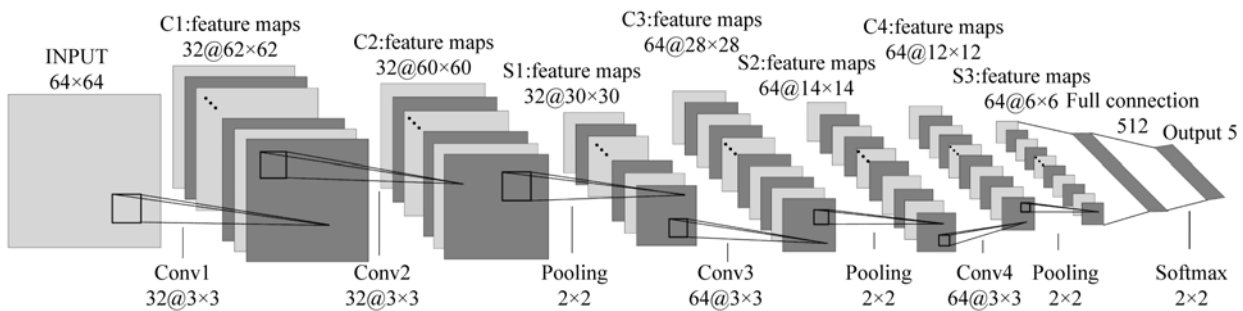 INPUT
64×64
C1:feature maps
32@62×62
C2:feature maps
32@60×60
S1:feature maps
32@30×30
C3:feature maps
64@28×28
S2:feature maps
64@14×14
C4:feature maps
64@12×12
S3:feature maps
64@6×6
Full connection
512
Output 5
Conv1
32@3×3
Conv2
32@3×3
Pooling
2×2
Conv3
64@3×3
Pooling
2×2
Conv4
64@3×3
Pooling
2×2
Softmax
2×2